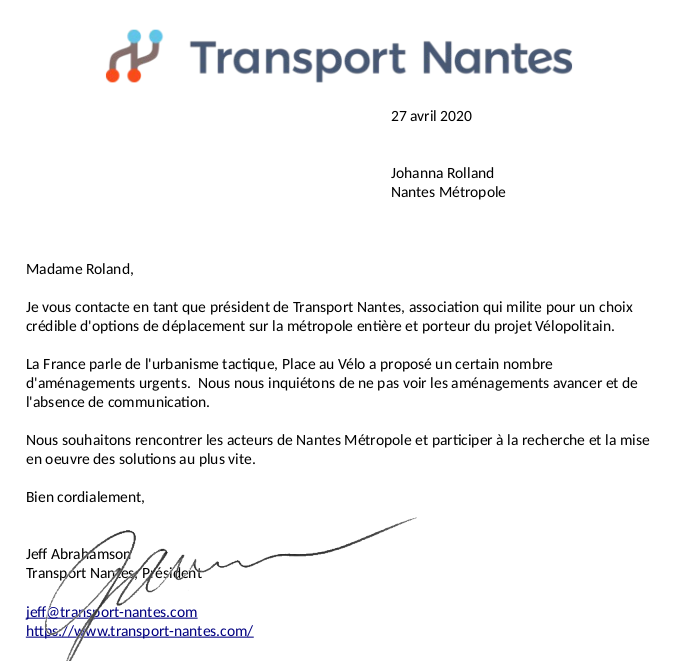 Transport Nantes
27 avril 2020
Johanna Rolland
Nantes Métropole
Madame Roland,
Je vous contacte en tant que président de Transport Nantes, association qui milite pour un choix
crédible d'options de déplacement sur la métropole entière et porteur du projet Vélopolitain.
La France parle de l'urbanisme tactique, Place au Vélo a proposé un certain nombre
d'aménagements urgents.  Nous nous inquiétons de ne pas voir les aménagements avancer et de
l'absence de communication.
Nous souhaitons rencontrer les acteurs de Nantes Métropole et participer à la recherche et la mise
en oeuvre des solutions au plus vite.
Bien cordialement,
Jeff Abrahamson
Transport Nantes, Président
jeff@transport-nantes.com
https://www.transport-nantes.com/